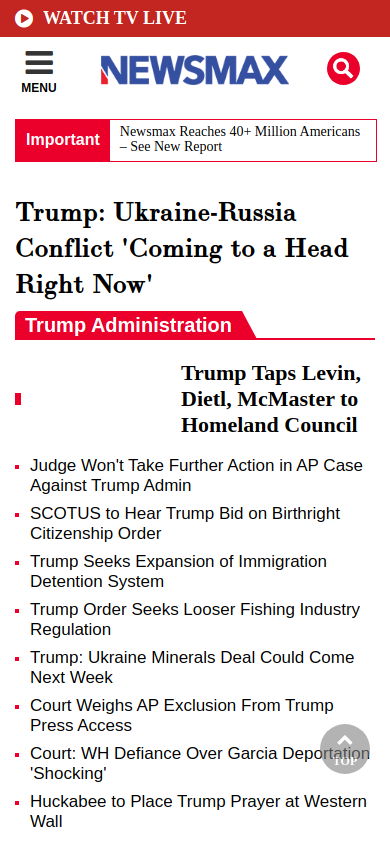 WATCH TV LIVE
MENU
NEWSMAX
Important
Newsmax Reaches 40+ Million Americans
– See New Report
Trump: Ukraine-Russia
Conflict 'Coming to a Head
Right Now'
Trump Administration
Trump Taps Levin,
Dietl, McMaster to
Homeland Council
Judge Won't Take Further Action in AP Case
Against Trump Admin
SCOTUS to Hear Trump Bid on Birthright
Citizenship Order
Trump Seeks Expansion of Immigration
Detention System
Trump Order Seeks Looser Fishing Industry
Regulation
Trump: Ukraine Minerals Deal Could Come
Next Week
Court Weighs AP Exclusion From Trump
Press Access
Court: WH Defiance Over Garcia Deportation
'Shocking'
TOP
Huckabee to Place Trump Prayer at Western
Wall